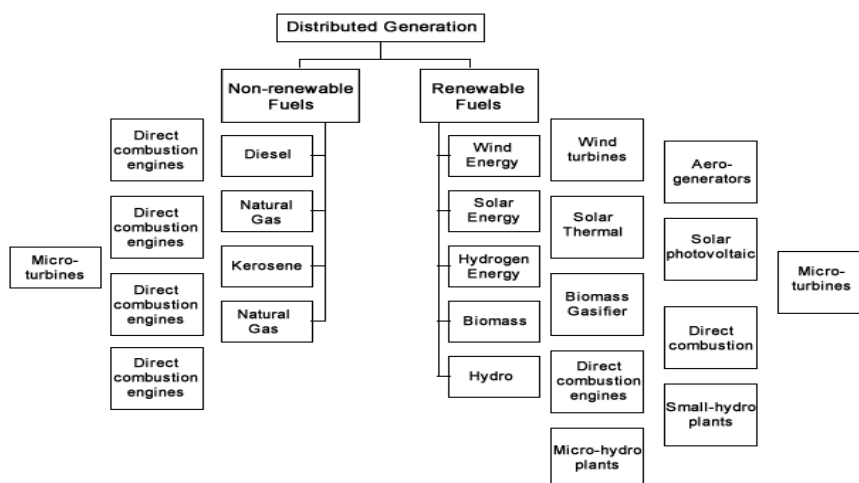 Distributed Generation
Non-renewable
Fuels
Renewable
Fuels
Direct
combustion
engines
Diesel
Wind
Energy
Wind
turbines
Aero-
generators
Direct
combustion
engines
Natural
Gas
Solar
Energy
Solar
Thermal
Solar
photovoltaic
Micro-
turbines
Kerosene
Hydrogen
Energy
Micro-
turbines
Direct
combustion
engines
Natural
Gas
Biomass
Biomass
Gasifier
Direct
combustion
Direct
combustion
engines
Hydro
Direct
combustion
engines
Small-hydro
plants
Micro-hydro
plants